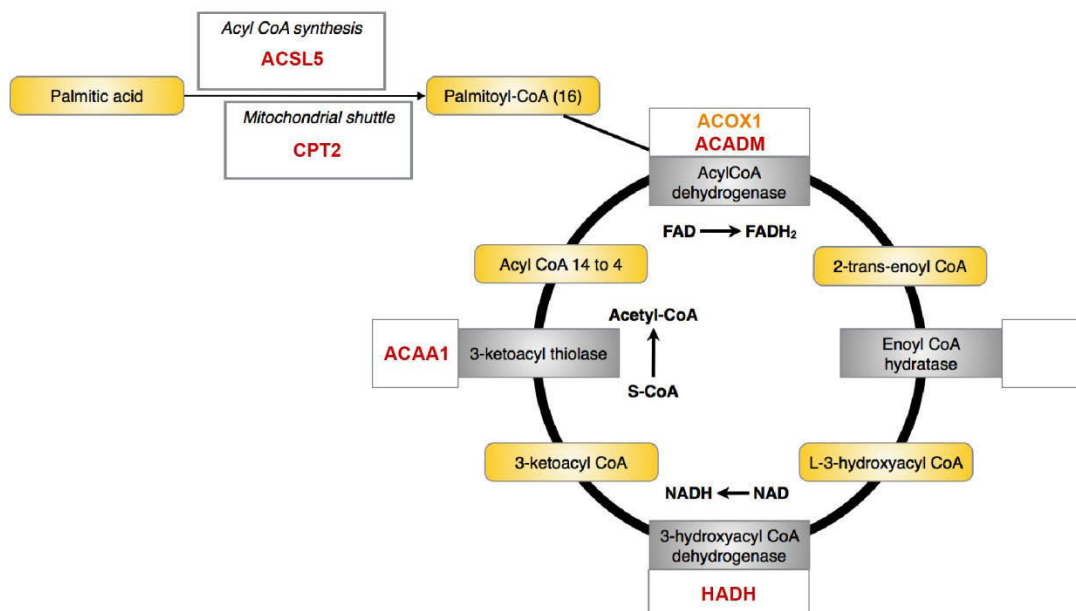 Acyl CoA synthesis
ACSL5
Palmitic acid
Palmitoyl-CoA (16)
Mitochondrial shuttle
CPT2
ACOX1
ACADM
AcylCoA
dehydrogenase
FAD → FADH₂
Acyl CoA 14 to 4
2-trans-enoyl CoA
Acetyl-CoA
ACAA1
3-ketoacyl thiolase
Enoyl CoA
hydratase
S-CoA
3-ketoacyl CoA
L-3-hydroxyacyl CoA
NADH ← NAD
3-hydroxyacyl CoA
dehydrogenase
HADH